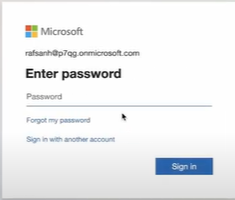 Microsoft
rafsanh@p7qg.onmicrosoft.com
Enter password
Password
Forgot my password
Sign in with another account
Sign in